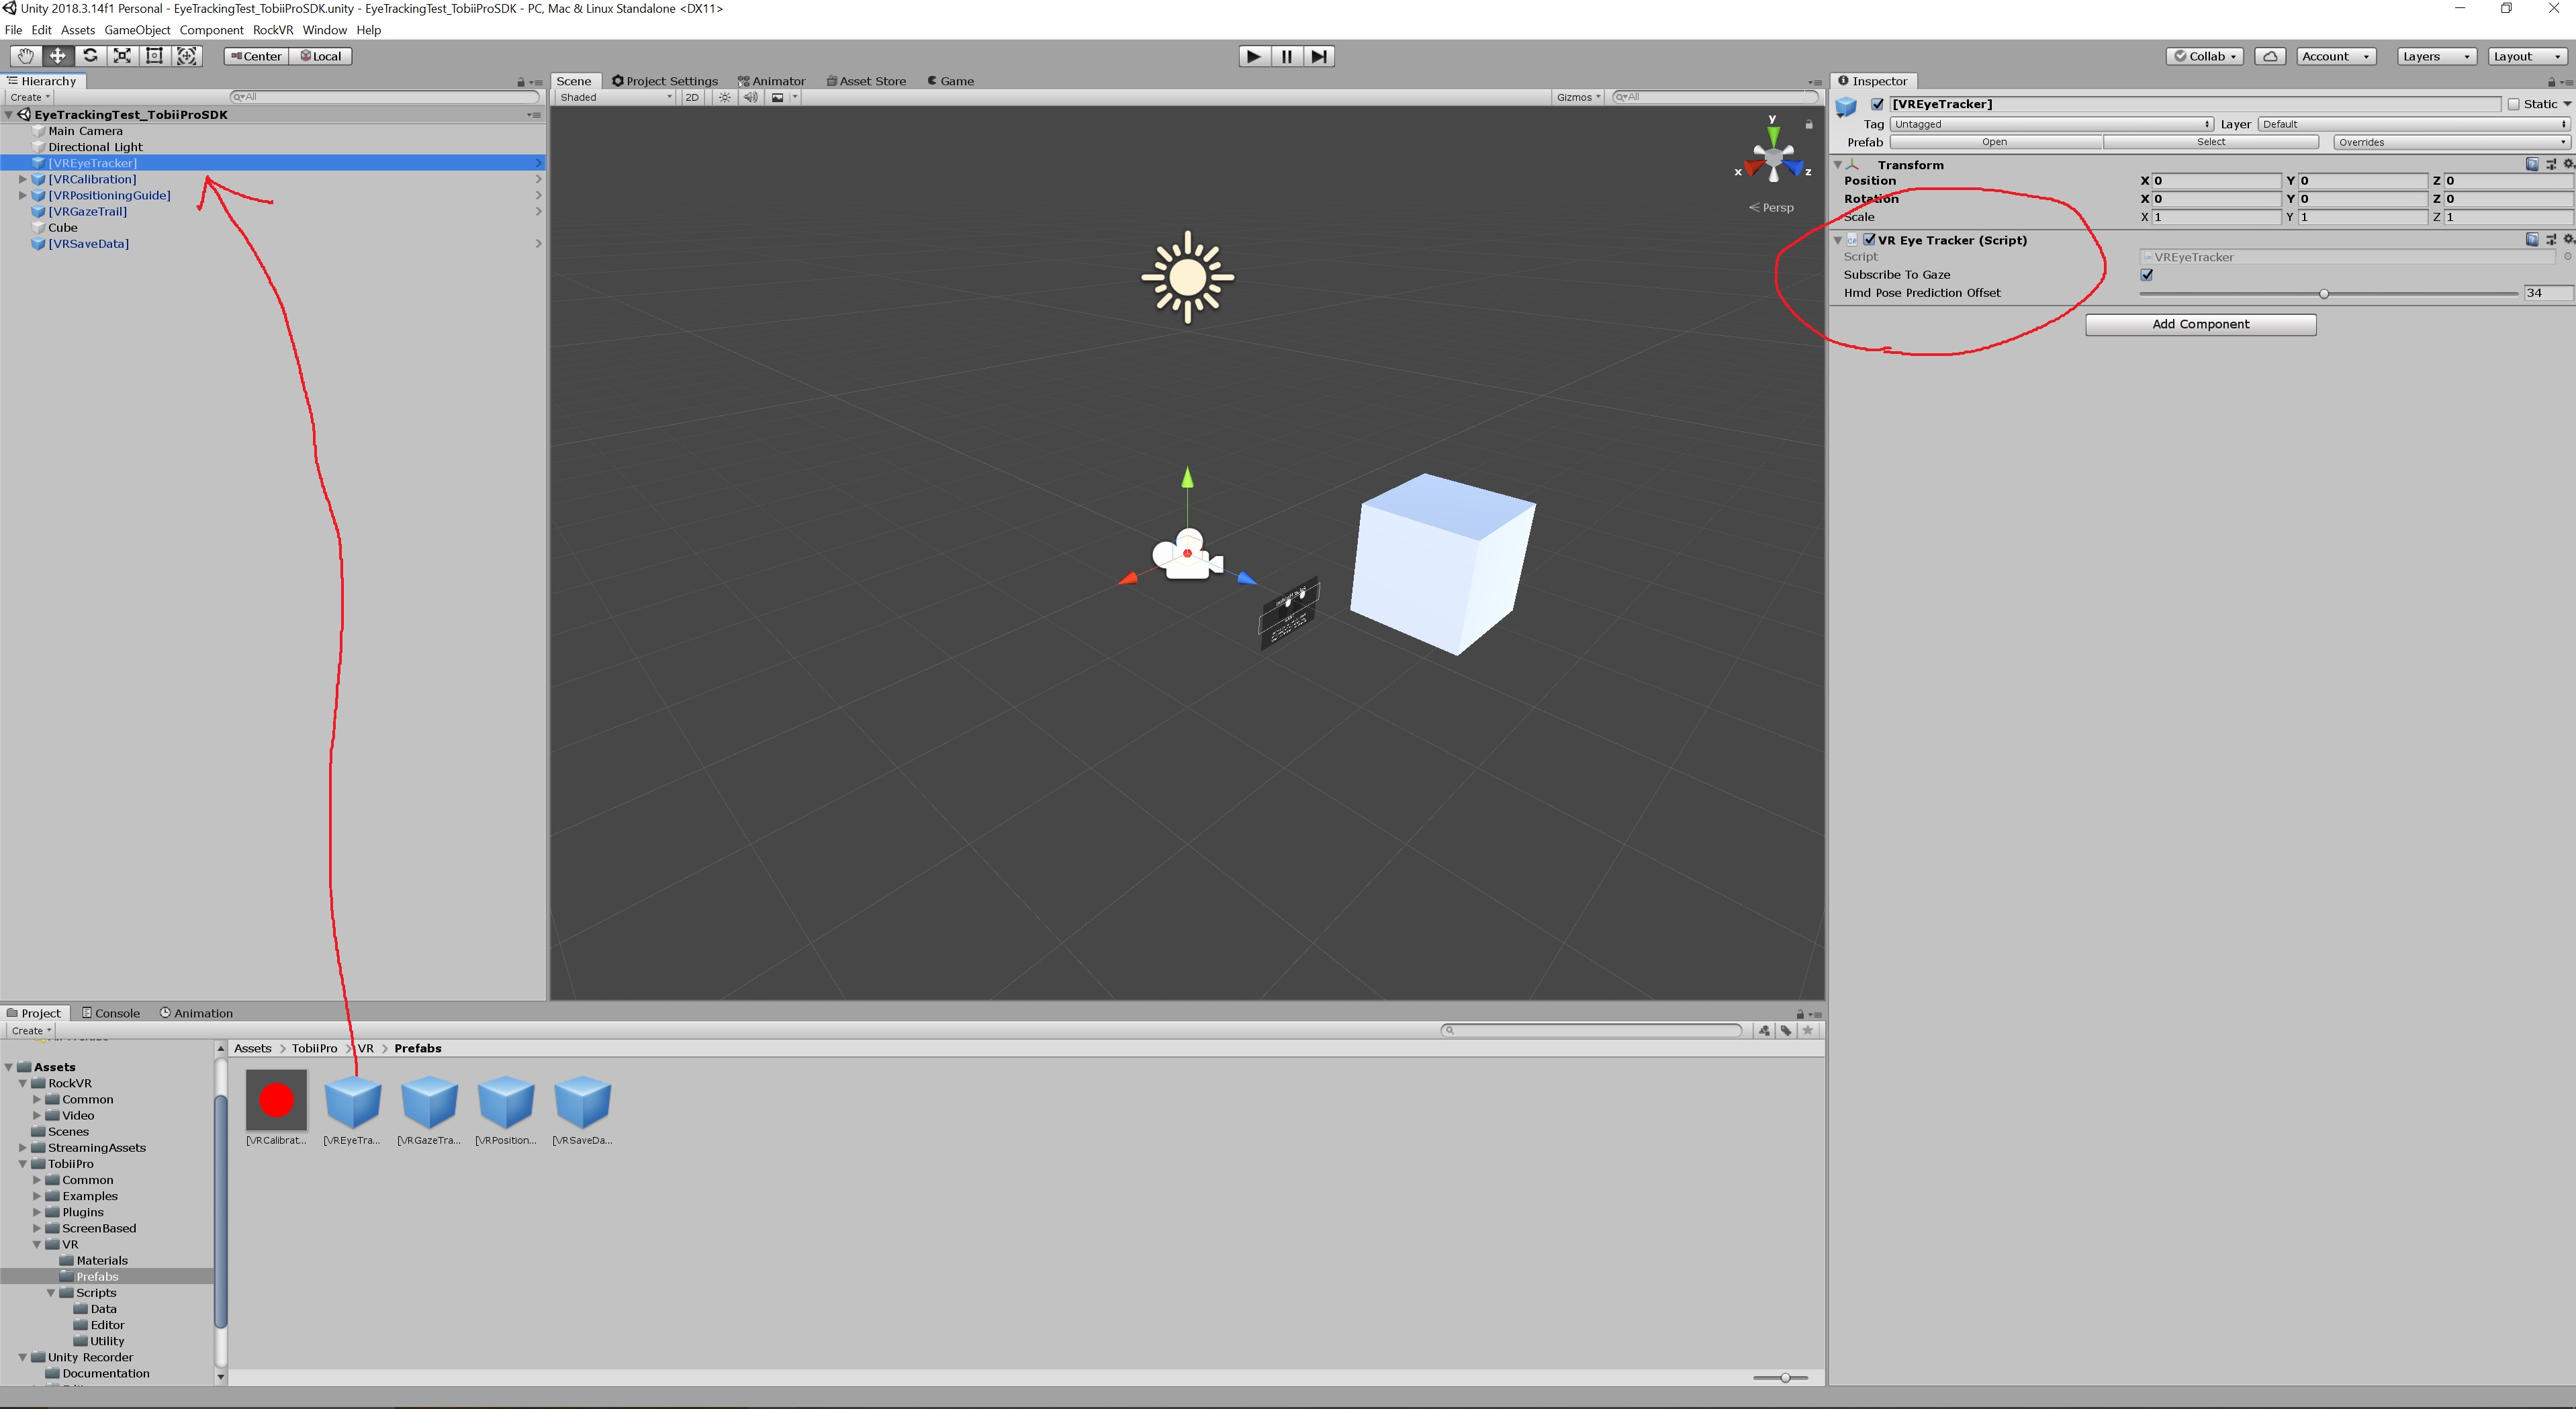 Unity 2018.3.14f1 Personal - EyeTrackingTest_TobiiProSDK.unity - EyeTrackingTest_TobiiProSDK - PC, Mac & Linux Standalone <DX11>
File Edit Assets GameObject Component RockVR Window Help
Center Local Collab Account Layers Layout
Hierarchy
Create All
EyeTrackingTest_TobiiProSDK
Main Camera
Directional Light
[VREyeTracker]
[VRCalibration]
[VRPositioningGuide]
[VRGazeTrail]
Cube
[VRSaveData]
Scene Project Settings Animator Asset Store Game
Shaded 2D Gizmos All
y
x z
Persp
Inspector
[VREyeTracker] Static
Tag Untagged Layer Default
Prefab Open Select Overrides
Transform
Position X 0 Y 0 Z 0
Rotation X 0 Y 0 Z 0
Scale X 1 Y 1 Z 1
VR Eye Tracker (Script)
Script VREyeTracker
Subscribe To Gaze
Hmd Pose Prediction Offset 34
Add Component
Project Console Animation
Create
Assets
RockVR
Common
Video
Scenes
StreamingAssets
TobiiPro
Common
Examples
Plugins
ScreenBased
VR
Materials
Prefabs
Scripts
Data
Editor
Utility
Unity Recorder
Documentation
Assets > TobiiPro > VR > Prefabs
[VRCalibrat... [VREyeTra... [VRGazeTra... [VRPosition... [VRSaveDa...